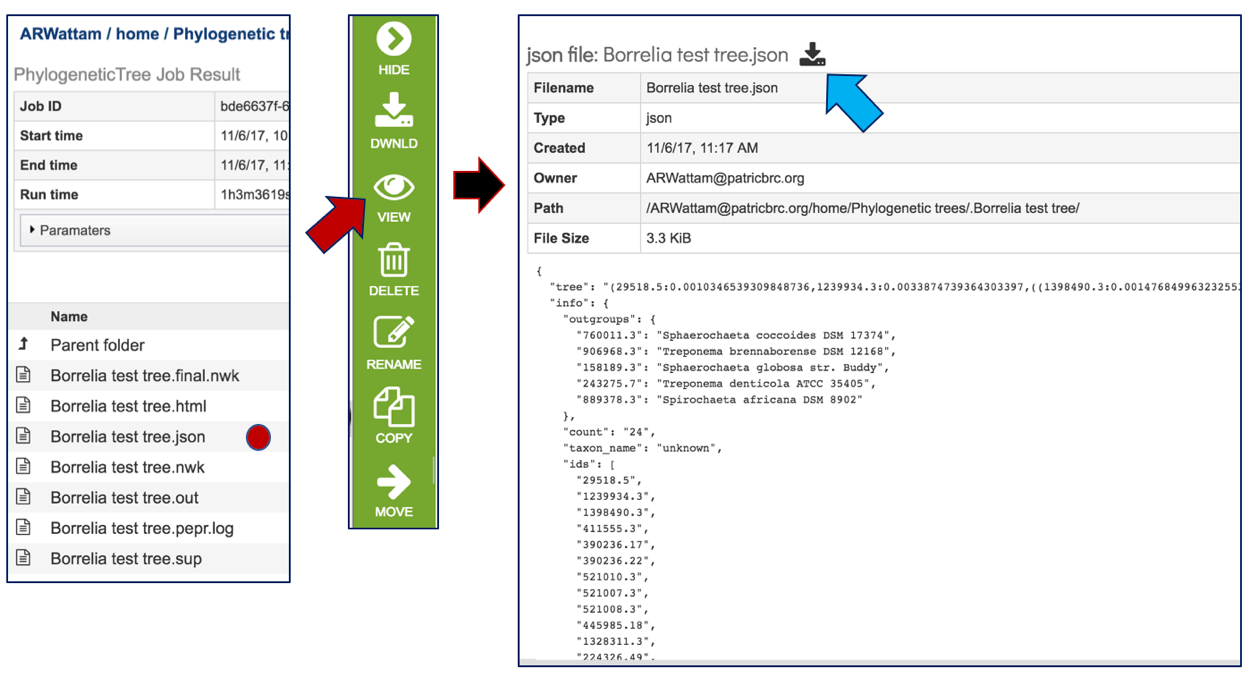 ARWattam / home / Phylogenetic tr
PhylogeneticTree Job Result
Job ID bde6637f-6
Start time 11/6/17, 10
End time 11/6/17, 11:
Run time 1h3m3619s
Paramaters
Name
Parent folder
Borrelia test tree.final.nwk
Borrelia test tree.html
Borrelia test tree.json
Borrelia test tree.nwk
Borrelia test tree.out
Borrelia test tree.pepr.log
Borrelia test tree.sup
HIDE
DWNLD
VIEW
DELETE
RENAME
COPY
MOVE
json file: Borrelia test tree.json
Filename Borrelia test tree.json
Type json
Created 11/6/17, 11:17 AM
Owner ARWattam@patricbrc.org
Path /ARWattam@patricbrc.org/home/Phylogenetic trees/.Borrelia test tree/
File Size 3.3 KiB
{
"tree": "(29518.5:0.0010346539309848736,1239934.3:0.0033874739364303397,((1398490.3:0.0014768499632325
"info": {
"outgroups": {
"760011.3": "Sphaerochaeta coccoides DSM 17374",
"906968.3": "Treponema brennaborense DSM 12168",
"158189.3": "Sphaerochaeta globosa str. Buddy",
"243275.7": "Treponema denticola ATCC 35405",
"889378.3": "Spirochaeta africana DSM 8902"
},
"count": "24",
"taxon_name": "unknown",
"ids": [
"29518.5",
"1239934.3",
"1398490.3",
"411555.3",
"390236.17",
"390236.22",
"521010.3",
"521007.3",
"521008.3",
"445985.18",
"1328311.3",
"224326.49",